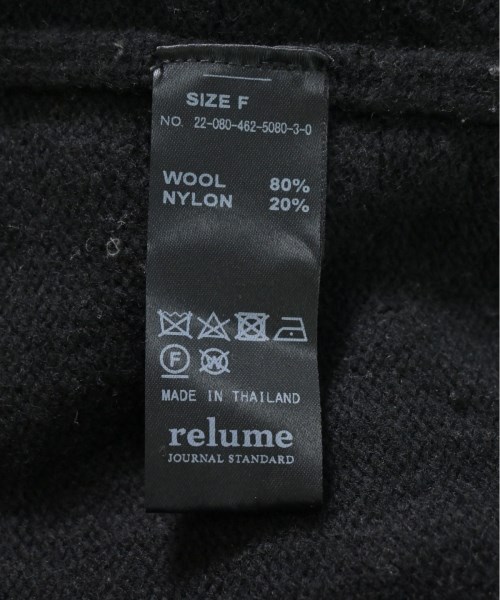 SIZE F
NO. 22-080-462-5080-3-0
WOOL 80%
NYLON 20%
F W
MADE IN THAILAND
relume
JOURNAL STANDARD